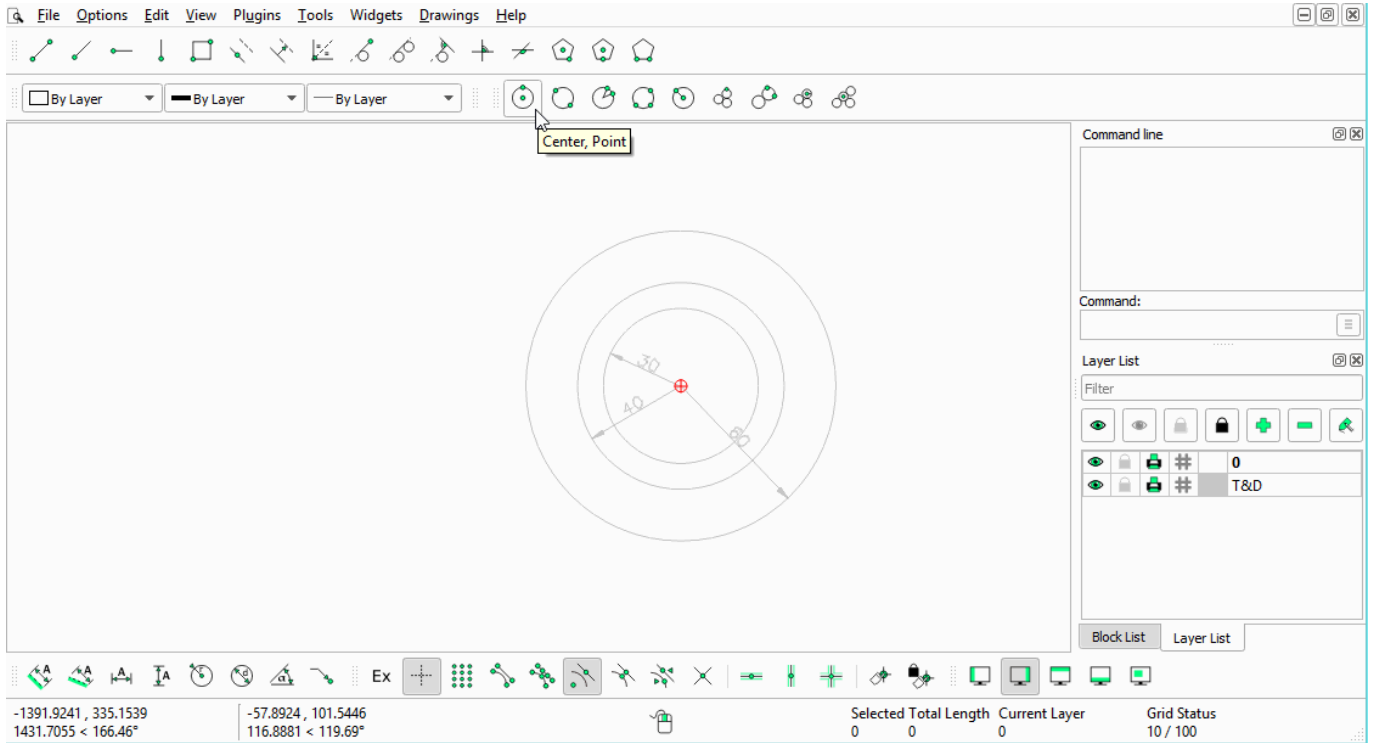 File Options Edit View Plugins Tools Widgets Drawings Help
By Layer By Layer By Layer
Center, Point
Command line
Command:
Layer List
Filter
0
T&D
30
40
60
Block List Layer List
A A A A r d α Ex
-1391.9241 , 335.1539 -57.8924 , 101.5446 Selected Total Length Current Layer Grid Status
1431.7055 < 166.46° 116.8881 < 119.69° 0 0 0 10 / 100